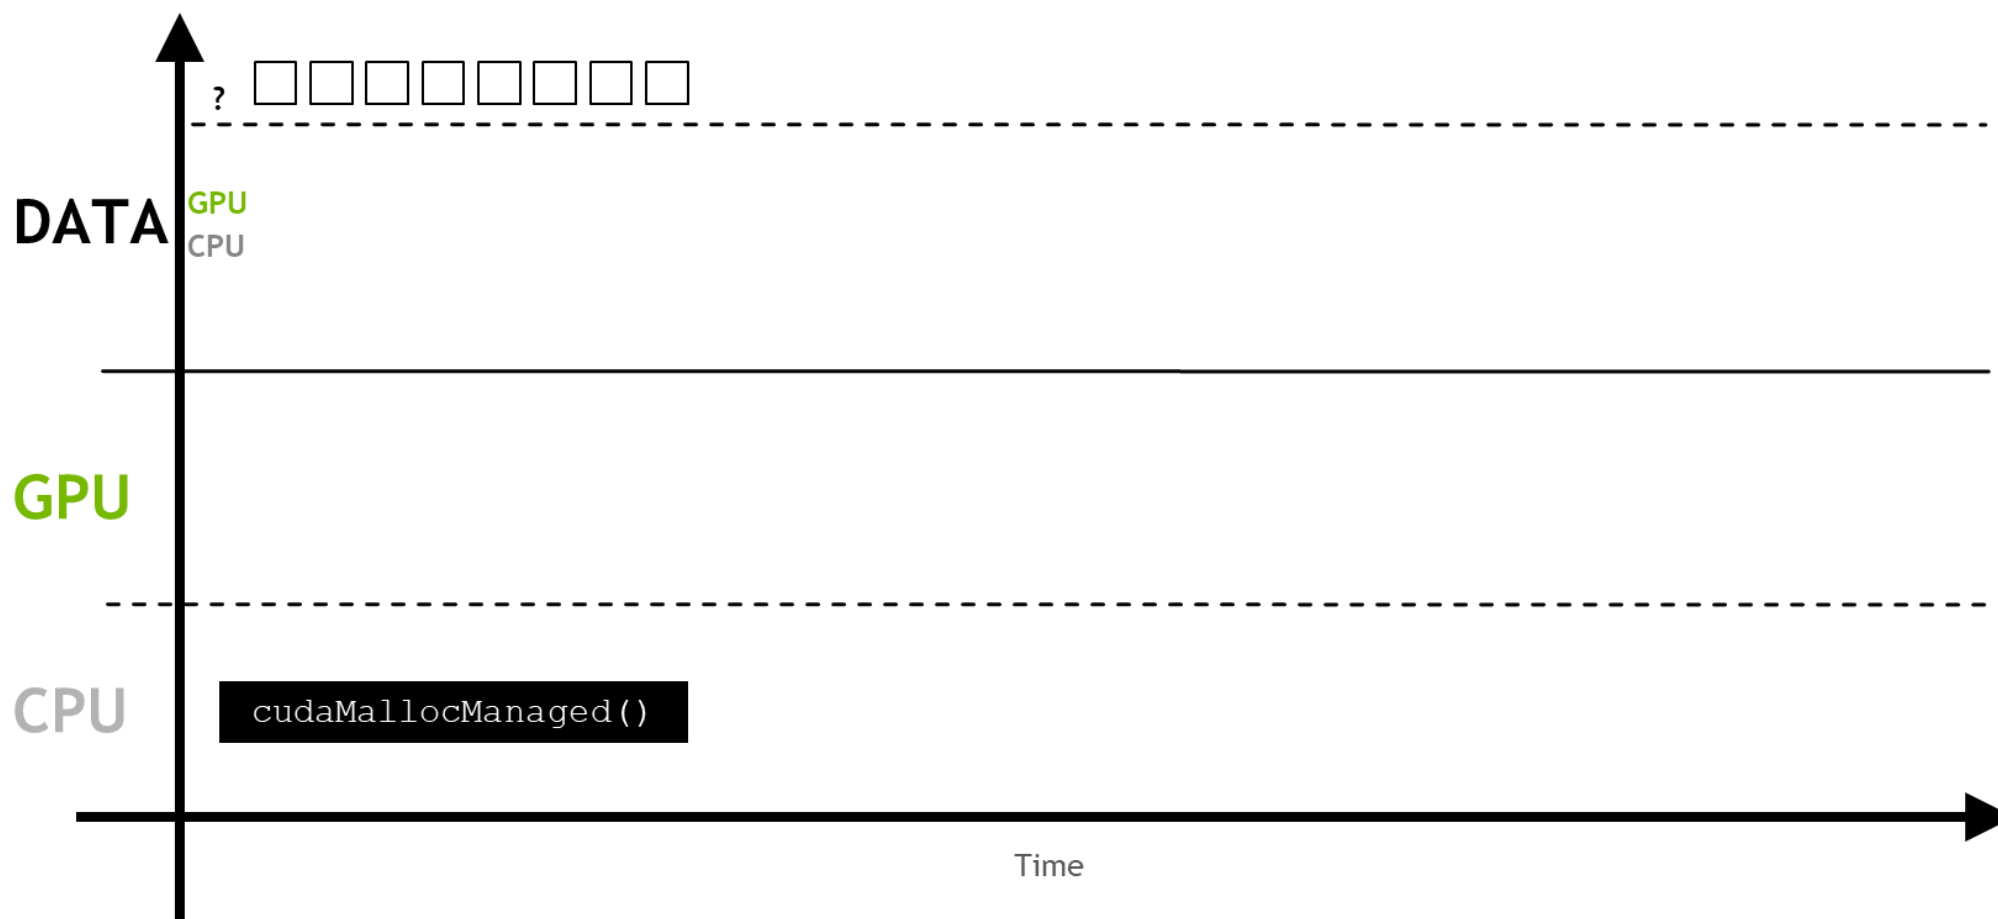 ?
GPU
DATA
CPU
GPU
CPU
cudaMallocManaged()
Time